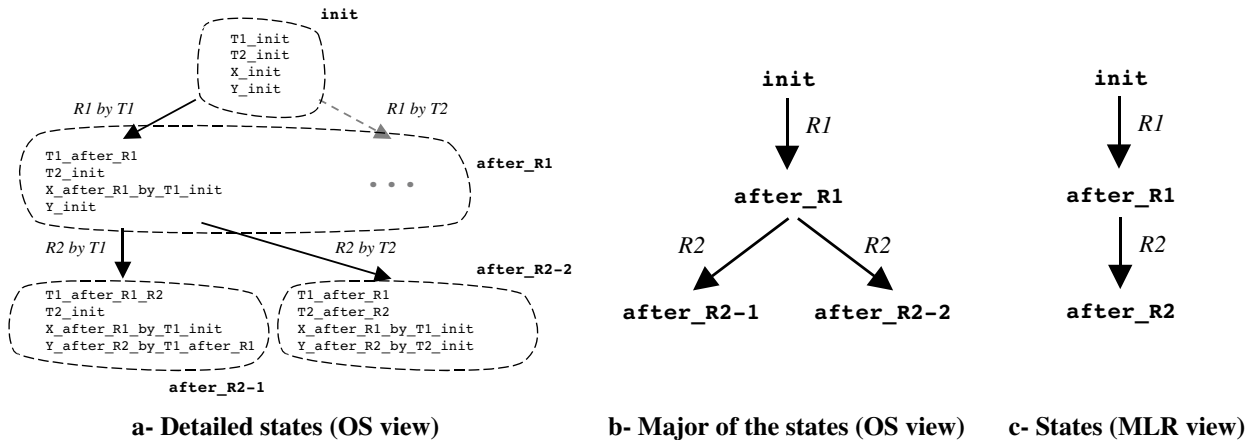 init
T1_init
T2_init
X_init
Y_init
R1 by T1
R1 by T2
after_R1
T1_after_R1
T2_init
X_after_R1_by_T1_init
Y_init
• • •
R2 by T1
R2 by T2
after_R2-2
T1_after_R1_R2
T2_init
X_after_R1_by_T1_init
Y_after_R2_by_T1_after_R1
T1_after_R1
T2_after_R2
X_after_R1_by_T1_init
Y_after_R2_by_T2_init
after_R2-1
a- Detailed states (OS view)
init
R1
after_R1
R2
R2
after_R2-1
after_R2-2
b- Major of the states (OS view)
init
R1
after_R1
R2
after_R2
c- States (MLR view)